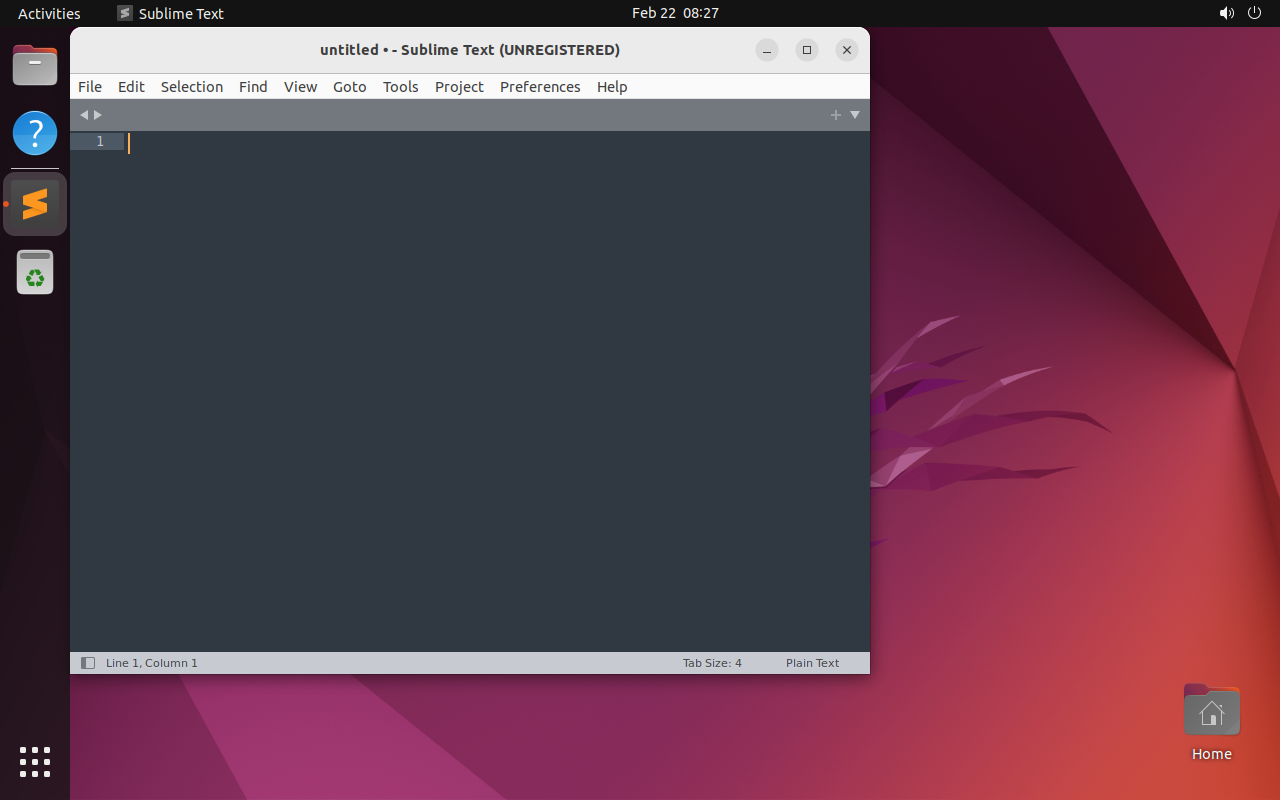 Activities Sublime Text Feb 22 08:27
untitled • - Sublime Text (UNREGISTERED)
File Edit Selection Find View Goto Tools Project Preferences Help
1
Line 1, Column 1 Tab Size: 4 Plain Text
Home